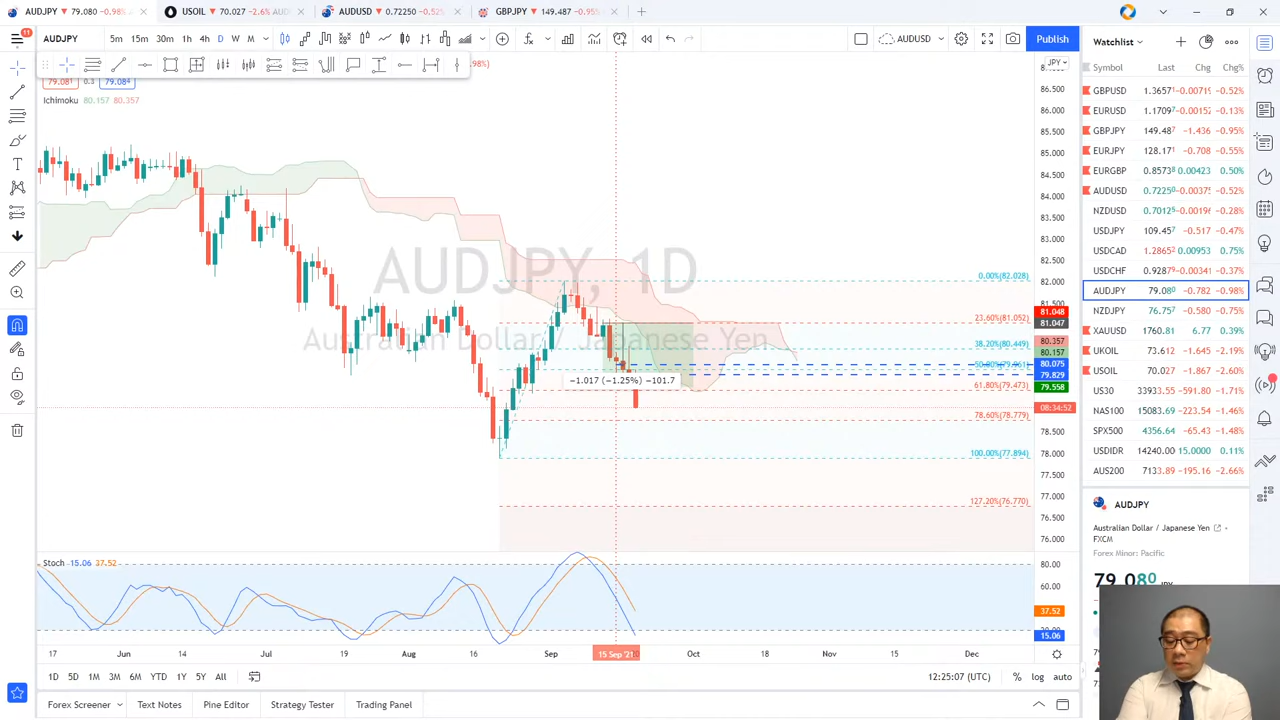 AUDJPY ▼ 79.080 −0.98%
USOIL ▼ 70.027 −2.6%
AUDUSD ▼ 0.72250 −0.52%
GBPJPY ▼ 149.487 −0.95%
11
AUDJPY
5m 15m 30m 1h 4h D W M
AUDUSD
Publish
98%)
79.081 0.3 79.084
Ichimoku 80.157 80.357
AUDJPY, 1D
Australian Dollar / Japanese Yen
0.00%(82.028)
23.60%(81.052)
38.20%(80.449)
50.00%(79.961)
61.80%(79.473)
78.60%(78.779)
100.00%(77.894)
127.20%(76.770)
−1.017 (−1.25%) −101.7
JPY
86.500
86.000
85.500
85.000
84.500
84.000
83.500
83.000
82.500
82.000
81.500
81.048
81.047
80.357
80.157
80.075
79.829
79.558
08:34:52
78.500
78.000
77.500
77.000
76.500
76.000
Stoch 15.06 37.52
80.00
60.00
37.52
15.06
17 Jun 14 Jul 19 Aug 16 Sep 15 Sep '21 Oct 18 Nov 15 Dec
1D 5D 1M 3M 6M YTD 1Y 5Y All
12:25:07 (UTC) % log auto
Forex Screener Text Notes Pine Editor Strategy Tester Trading Panel
Watchlist
Symbol Last Chg Chg%
GBPUSD 1.36571 −0.00719 −0.52%
EURUSD 1.17097 −0.00152 −0.13%
GBPJPY 149.487 −1.436 −0.95%
EURJPY 128.171 −0.708 −0.55%
EURGBP 0.85738 0.00423 0.50%
AUDUSD 0.72250 −0.00375 −0.52%
NZDUSD 0.70125 −0.00196 −0.28%
USDJPY 109.457 −0.517 −0.47%
USDCAD 1.28652 0.00953 0.75%
USDCHF 0.92879 −0.00341 −0.37%
AUDJPY 79.080 −0.782 −0.98%
NZDJPY 76.757 −0.580 −0.75%
XAUUSD 1760.81 6.77 0.39%
UKOIL 73.612 −1.645 −2.19%
USOIL 70.027 −1.867 −2.60%
US30 33933.55 −591.80 −1.71%
NAS100 15083.69 −223.54 −1.46%
SPX500 4356.64 −65.43 −1.48%
USDIDR 14240.00 15.0000 0.11%
AUS200 7133.89 −195.16 −2.66%
AUDJPY
Australian Dollar / Japanese Yen
FXCM
Forex Minor: Pacific
79.080 JPY